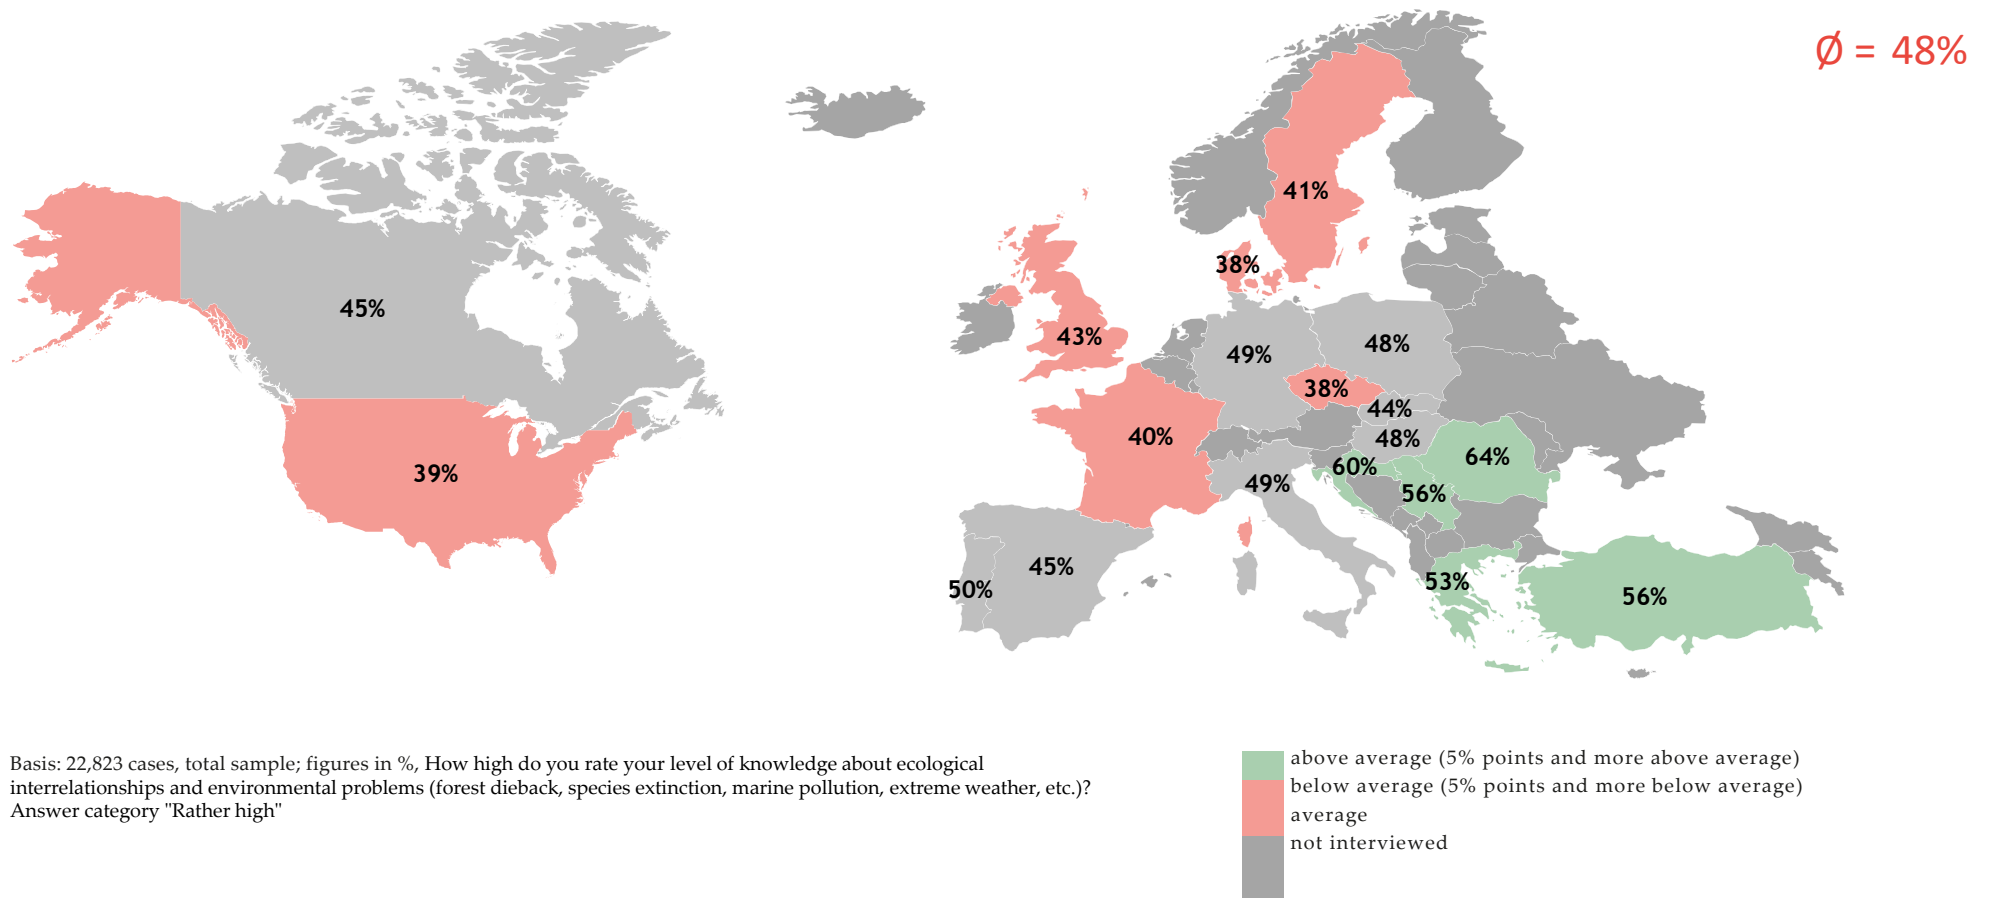 Ø = 48%
41%
38%
45%
43%
48%
49%
38%
44%
40%
48%
64%
60%
39%
49%
56%
45%
53%
50%
56%
Basis: 22,823 cases, total sample; figures in %, How high do you rate your level of knowledge about ecological
interrelationships and environmental problems (forest dieback, species extinction, marine pollution, extreme weather, etc.)?
Answer category "Rather high"
above average (5% points and more above average)
below average (5% points and more below average)
average
not interviewed